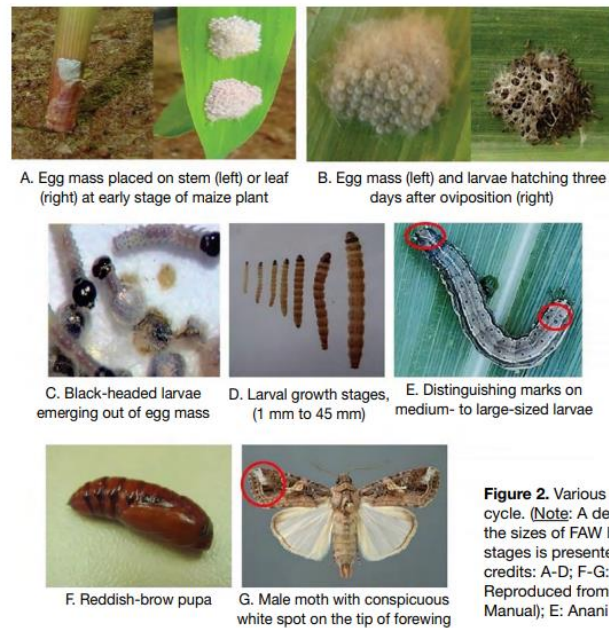 A. Egg mass placed on stem (left) or leaf
(right) at early stage of maize plant
B. Egg mass (left) and larvae hatching three
days after oviposition (right)
C. Black-headed larvae
emerging out of egg mass
D. Larval growth stages,
(1 mm to 45 mm)
E. Distinguishing marks on
medium- to large-sized larvae
F. Reddish-brow pupa
G. Male moth with conspicuous
white spot on the tip of forewing
Figure 2. Various
cycle. (Note: A de
the sizes of FAW
stages is presente
credits: A-D; F-G:
Reproduced from
Manual); E: Anani